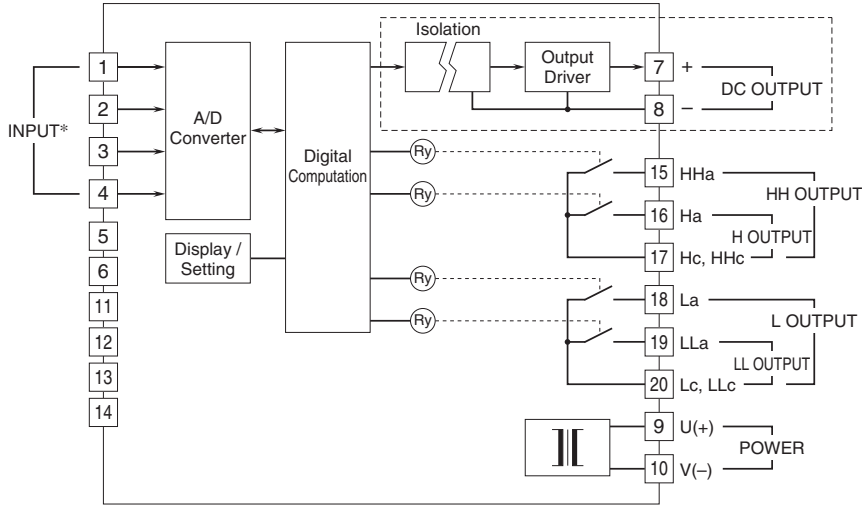 Isolation
Output
Driver
7 +
8 −
DC OUTPUT
1
2
3
4
INPUT*
A/D
Converter
Digital
Computation
Display /
Setting
5
6
11
12
13
14
Ry
Ry
Ry
Ry
15 HHa
16 Ha
17 Hc, HHc
HH OUTPUT
H OUTPUT
18 La
19 LLa
20 Lc, LLc
L OUTPUT
LL OUTPUT
9 U(+)
10 V(−)
POWER